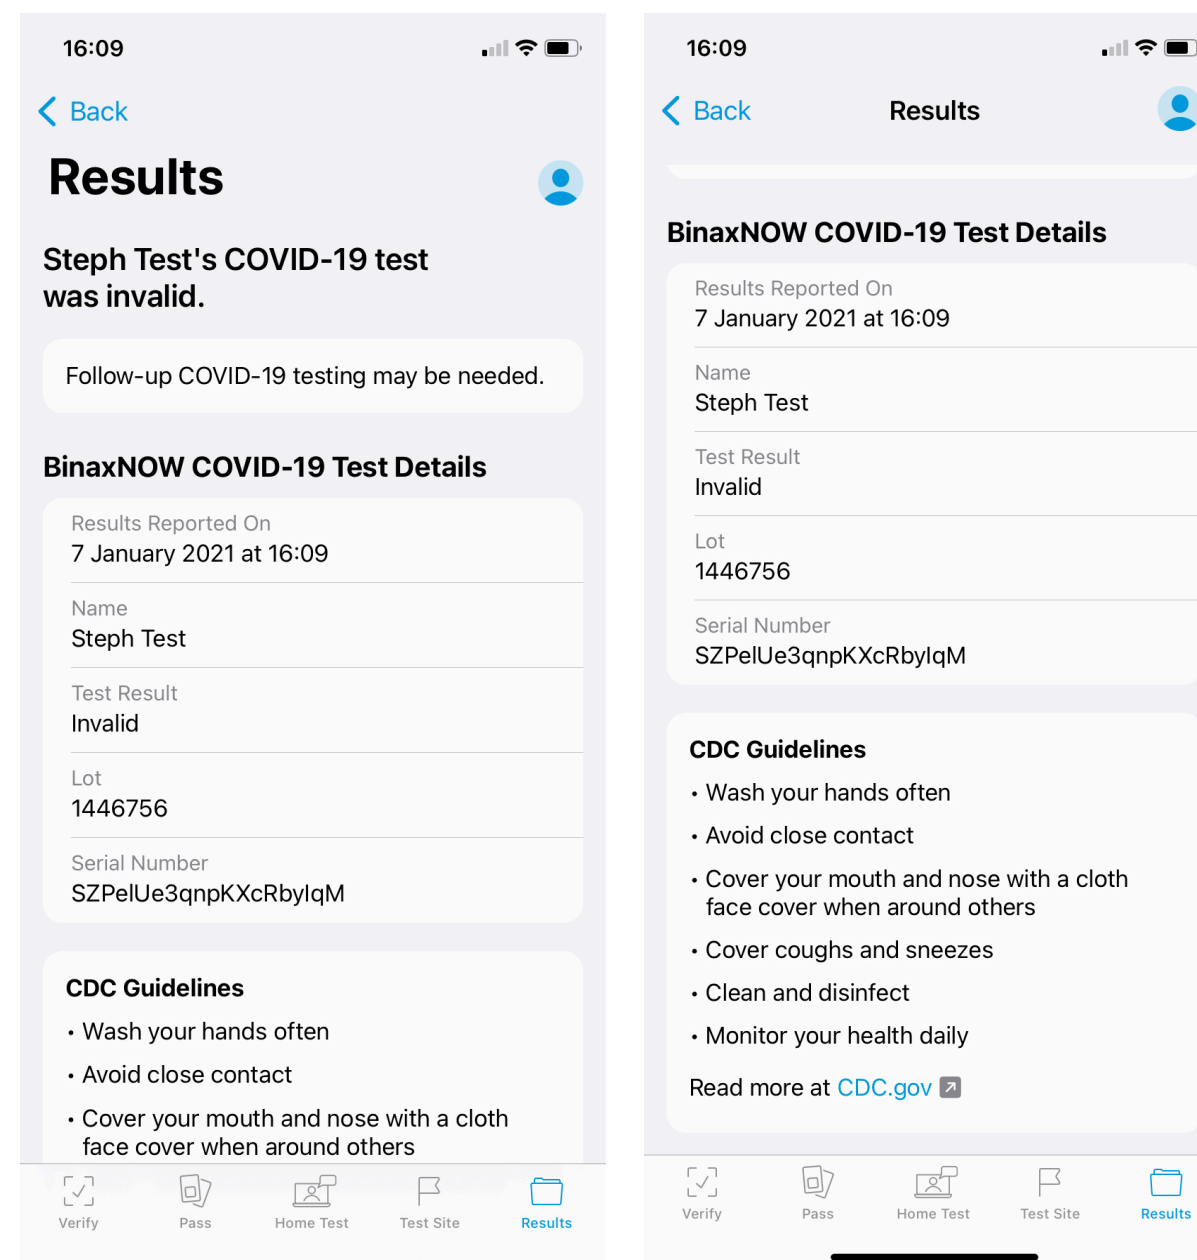 16:09
Back
Results
Steph Test's COVID-19 test
was invalid.
Follow-up COVID-19 testing may be needed.
BinaxNOW COVID-19 Test Details
Results Reported On
7 January 2021 at 16:09
Name
Steph Test
Test Result
Invalid
Lot
1446756
Serial Number
SZPelUe3qnpKXcRbylqM
CDC Guidelines
• Wash your hands often
• Avoid close contact
• Cover your mouth and nose with a cloth
face cover when around others
Verify
Pass
Home Test
Test Site
Results
16:09
Back
Results
BinaxNOW COVID-19 Test Details
Results Reported On
7 January 2021 at 16:09
Name
Steph Test
Test Result
Invalid
Lot
1446756
Serial Number
SZPelUe3qnpKXcRbylqM
CDC Guidelines
• Wash your hands often
• Avoid close contact
• Cover your mouth and nose with a cloth
face cover when around others
• Cover coughs and sneezes
• Clean and disinfect
• Monitor your health daily
Read more at CDC.gov
Verify
Pass
Home Test
Test Site
Results